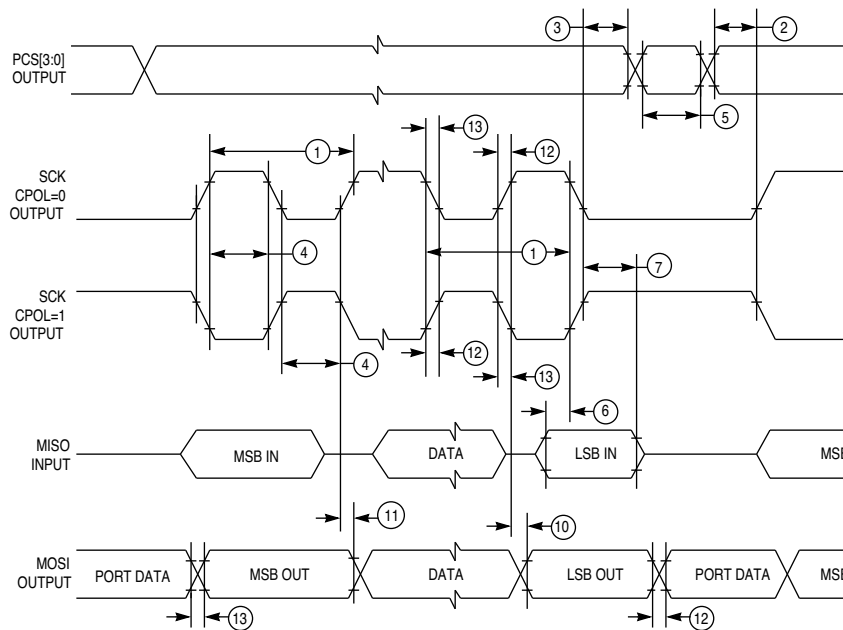 3
2
PCS[3:0]
OUTPUT
5
13
12
1
SCK
CPOL=0
OUTPUT
4
1
7
SCK
CPOL=1
OUTPUT
4
12
13
6
MISO
INPUT
MSB IN
DATA
LSB IN
MSB
11
10
MOSI
OUTPUT
PORT DATA
MSB OUT
DATA
LSB OUT
PORT DATA
MSB
13
12